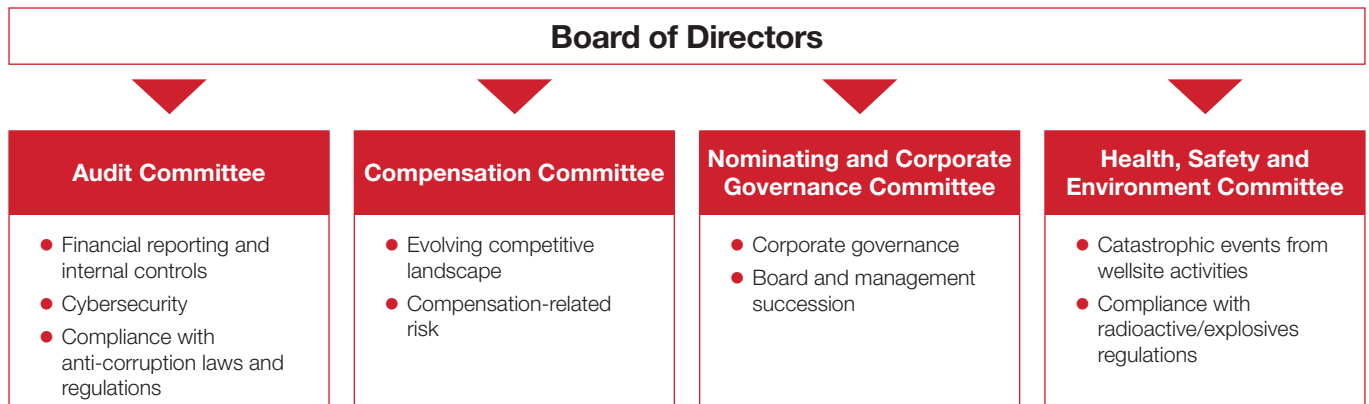 Board of Directors
Audit Committee
● Financial reporting and
internal controls
● Cybersecurity
● Compliance with
anti-corruption laws and
regulations
Compensation Committee
● Evolving competitive
landscape
● Compensation-related
risk
Nominating and Corporate
Governance Committee
● Corporate governance
● Board and management
succession
Health, Safety and
Environment Committee
● Catastrophic events from
wellsite activities
● Compliance with
radioactive/explosives
regulations